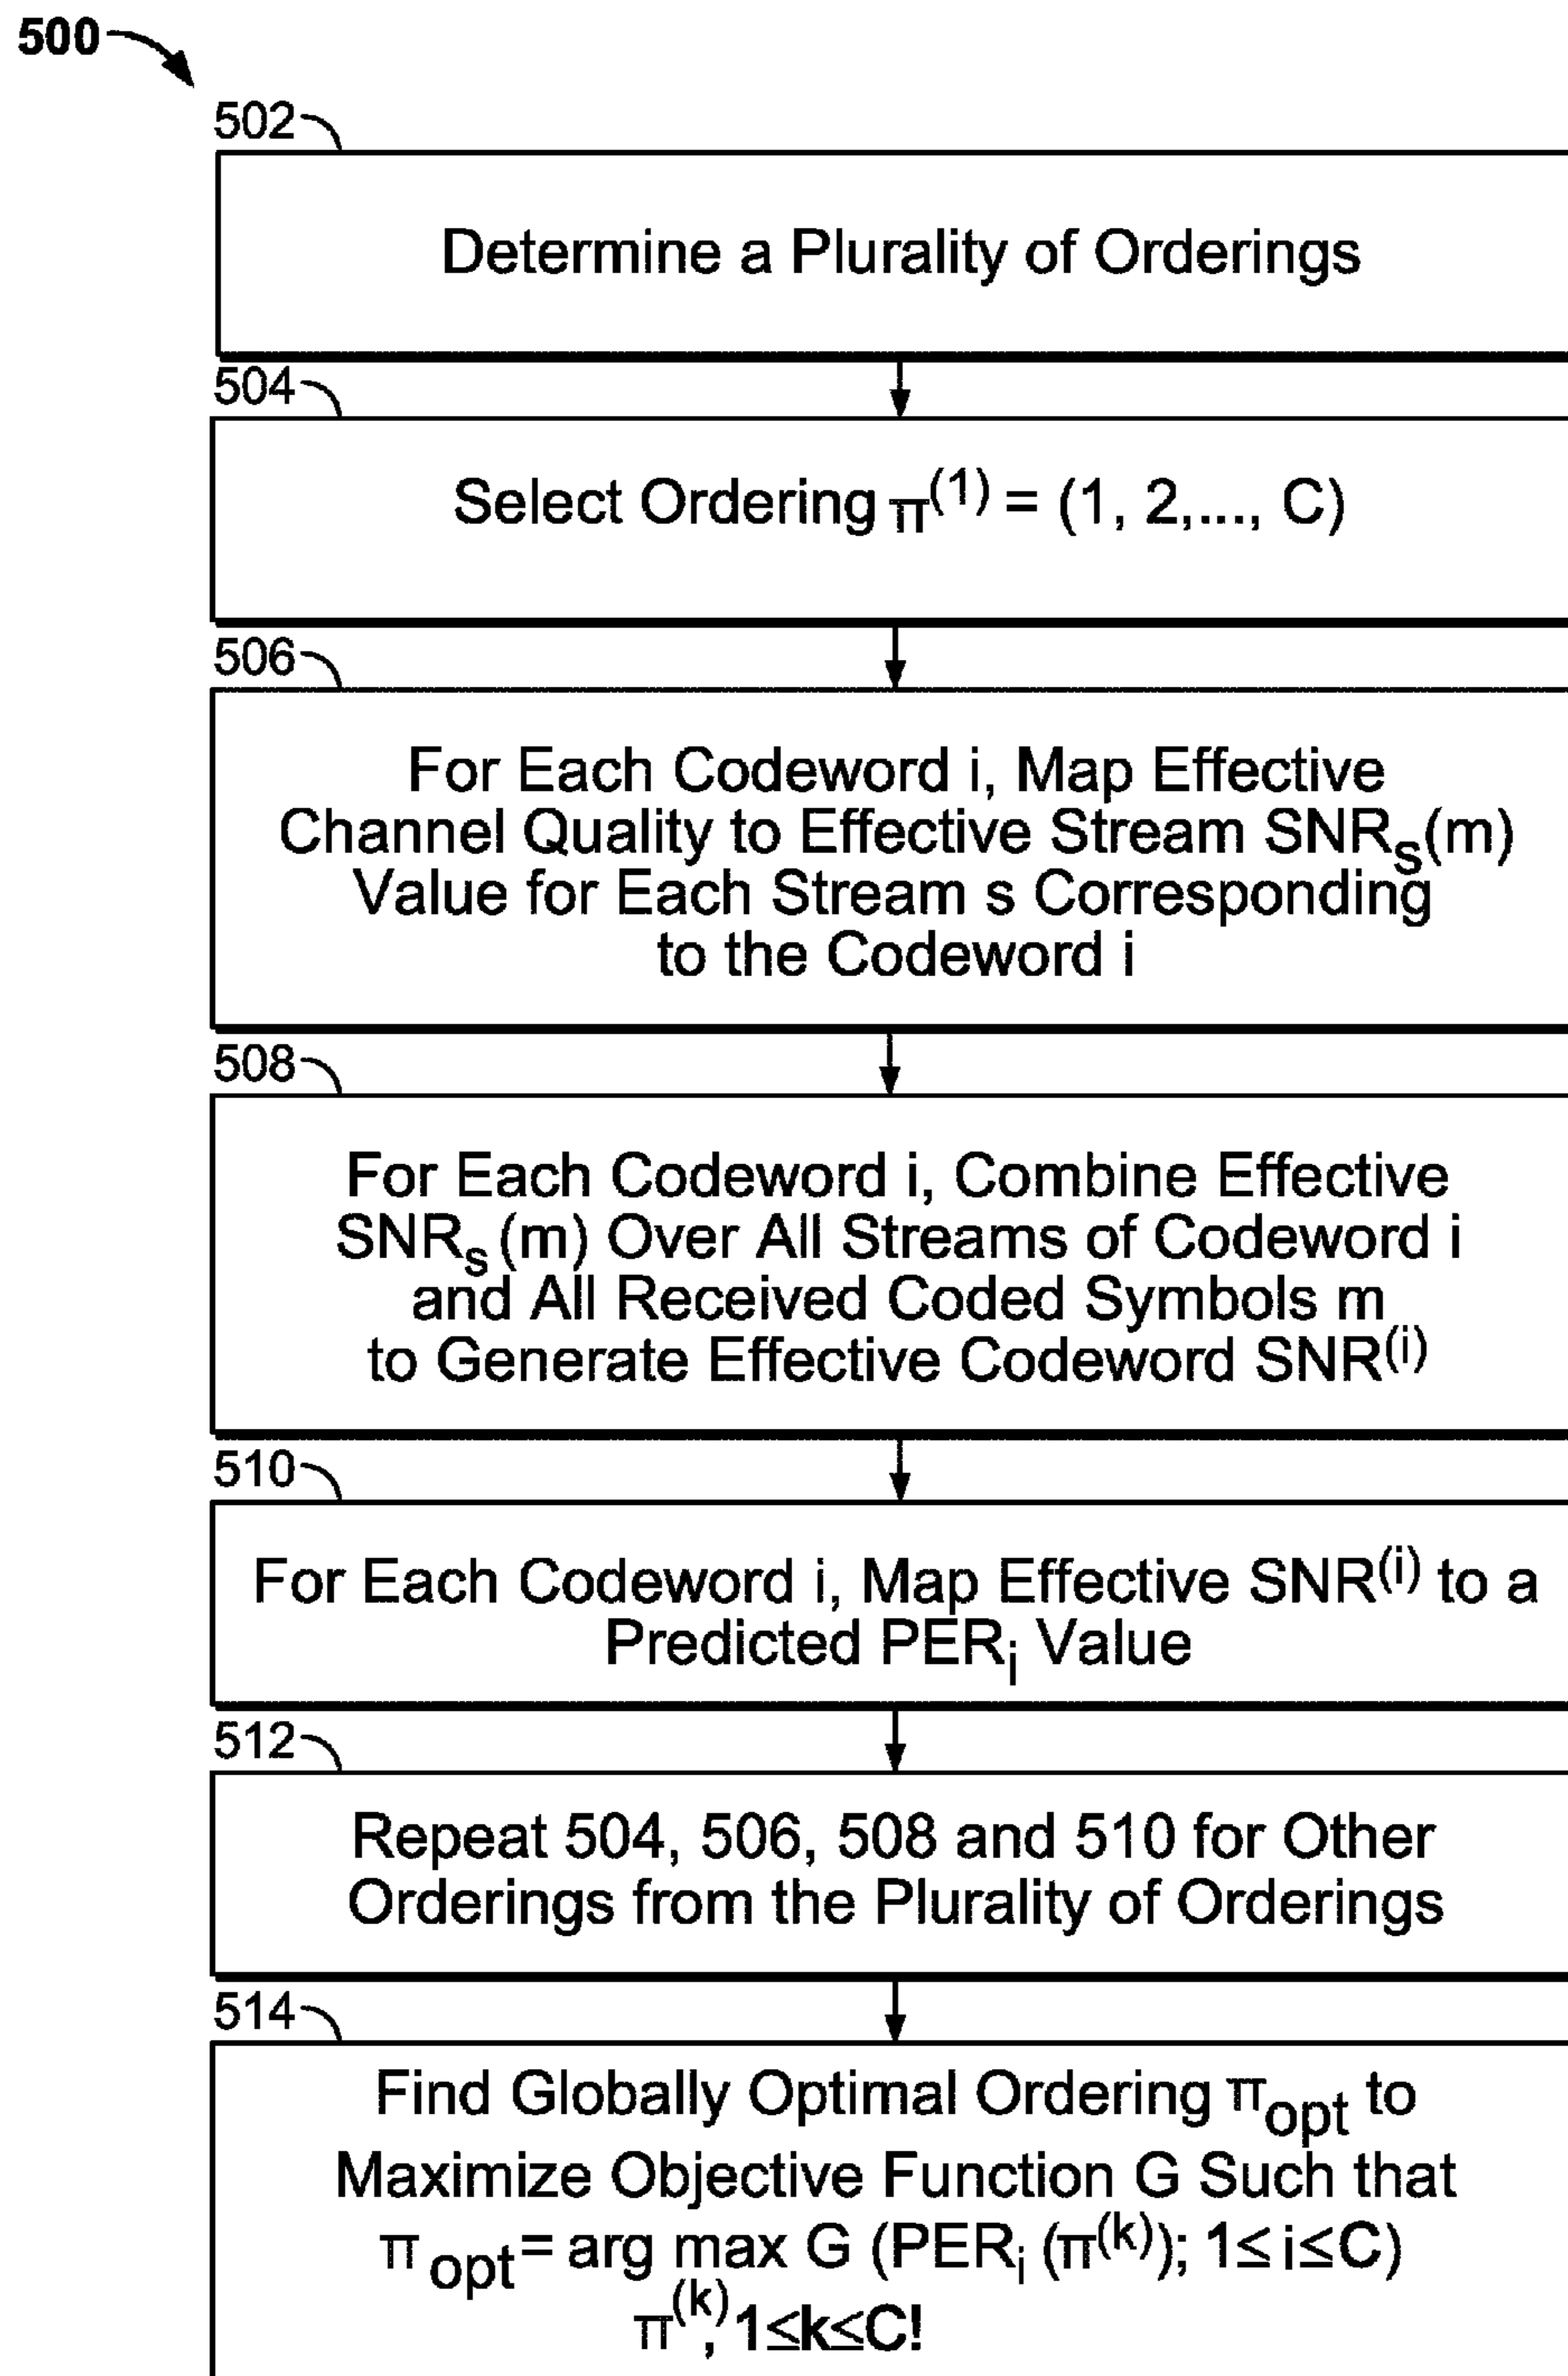 500
502
Determine a Plurality of Orderings
504
Select Ordering π(1) = (1, 2,..., C)
506
For Each Codeword i, Map Effective
Channel Quality to Effective Stream SNRs(m)
Value for Each Stream s Corresponding
to the Codeword i
508
For Each Codeword i, Combine Effective
SNRs(m) Over All Streams of Codeword i
and All Received Coded Symbols m
to Generate Effective Codeword SNR(i)
510
For Each Codeword i, Map Effective SNR(i) to a
Predicted PERi Value
512
Repeat 504, 506, 508 and 510 for Other
Orderings from the Plurality of Orderings
514
Find Globally Optimal Ordering πopt to
Maximize Objective Function G Such that
πopt = arg max G (PERi (π(k)); 1≤ i≤C)
π(k), 1≤k≤C!